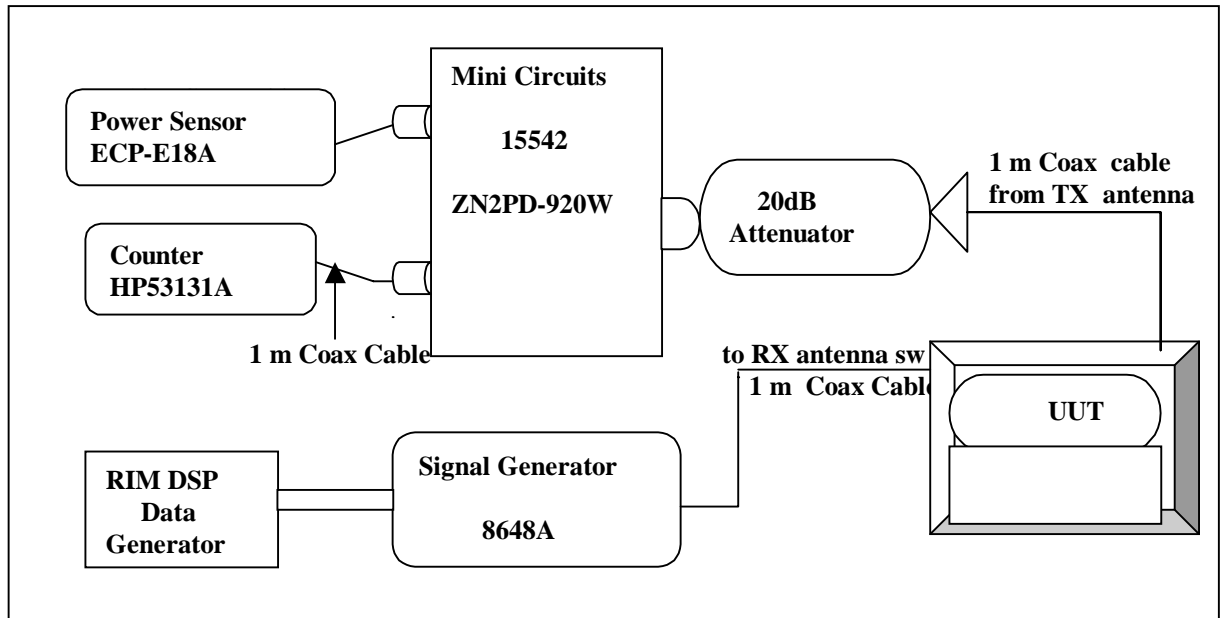 Power Sensor
ECP-E18A
Counter
HP53131A
1 m Coax Cable
Mini Circuits
15542
ZN2PD-920W
20dB
Attenuator
1 m Coax cable
from TX antenna
to RX antenna sw
1 m Coax Cable
UUT
RIM DSP
Data
Generator
Signal Generator
8648A